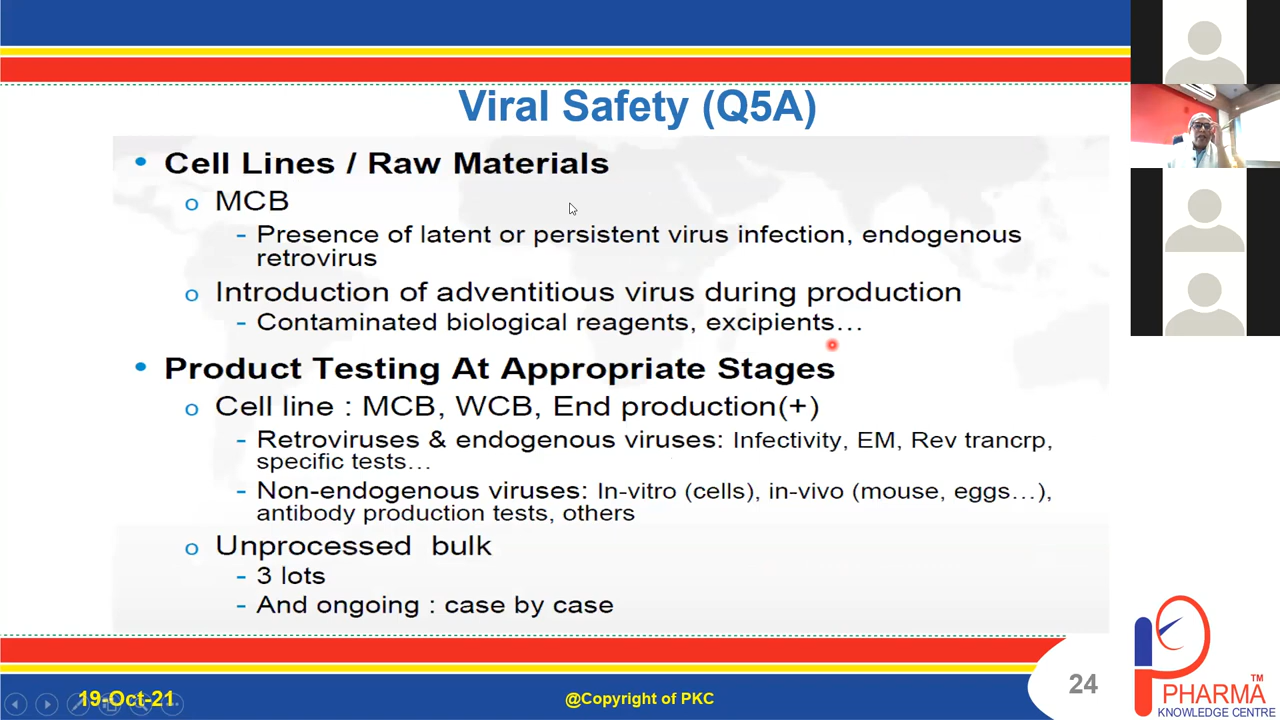 Viral Safety (Q5A)
• Cell Lines / Raw Materials
o MCB
- Presence of latent or persistent virus infection, endogenous
retrovirus
o Introduction of adventitious virus during production
- Contaminated biological reagents, excipients…
• Product Testing At Appropriate Stages
o Cell line : MCB, WCB, End production(+)
- Retroviruses & endogenous viruses: Infectivity, EM, Rev trancrp,
specific tests…
- Non-endogenous viruses: In-vitro (cells), in-vivo (mouse, eggs…),
antibody production tests, others
o Unprocessed bulk
- 3 lots
- And ongoing : case by case
19-Oct-21
@Copyright of PKC
24
PHARMA™
KNOWLEDGE CENTRE